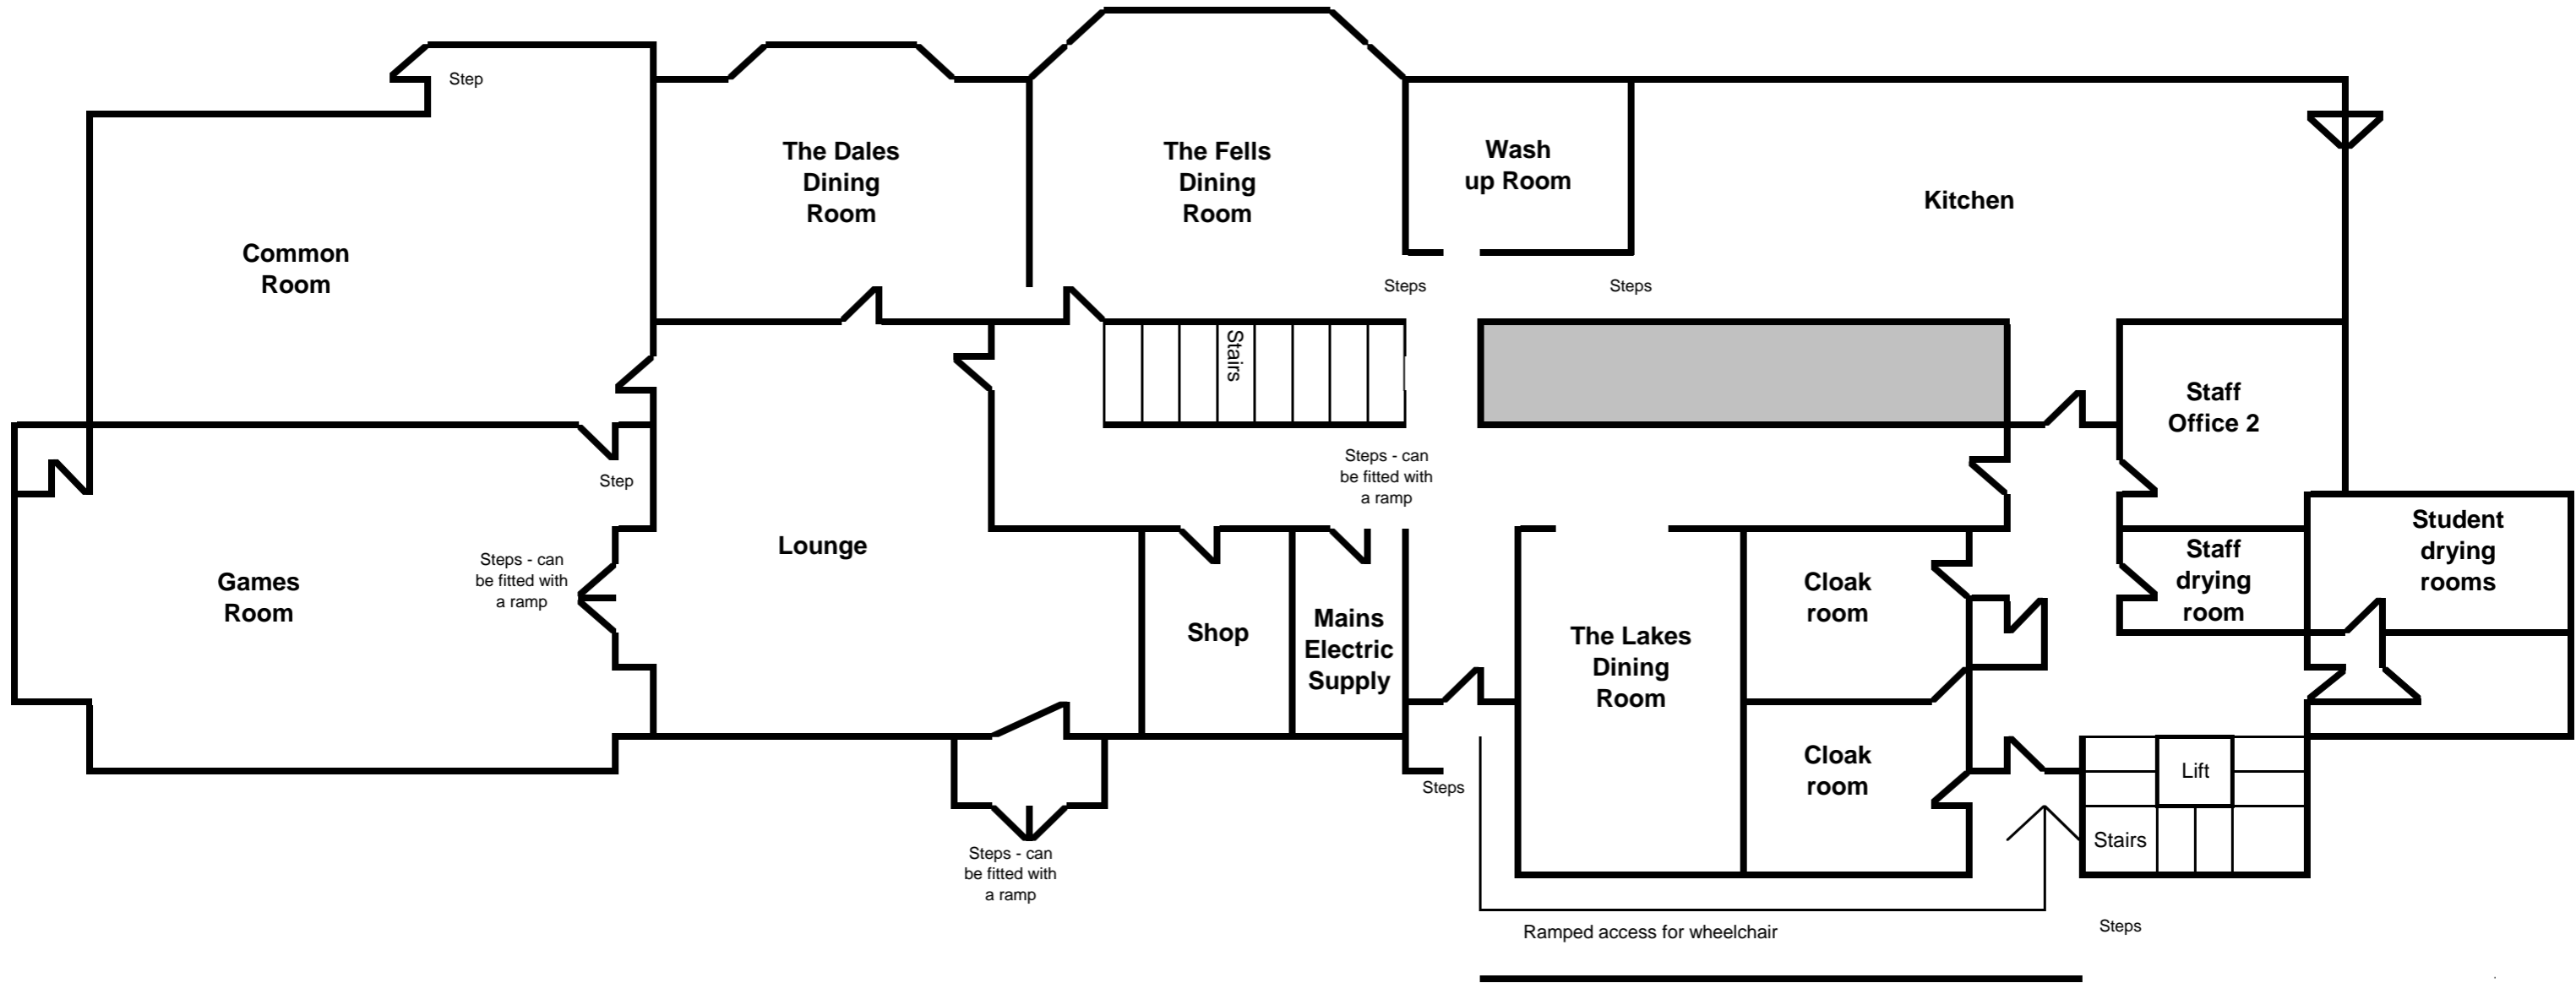 Step
The Dales
Dining
Room
The Fells
Dining
Room
Wash
up Room
Kitchen
Common
Room
Steps
Steps
Stairs
Staff
Office 2
Step
Steps - can
be fitted with
a ramp
Games
Room
Steps - can
be fitted with
a ramp
Lounge
Shop
Mains
Electric
Supply
The Lakes
Dining
Room
Cloak
room
Staff
drying
room
Student
drying
rooms
Cloak
room
Lift
Stairs
Steps
Steps - can
be fitted with
a ramp
Ramped access for wheelchair
Steps